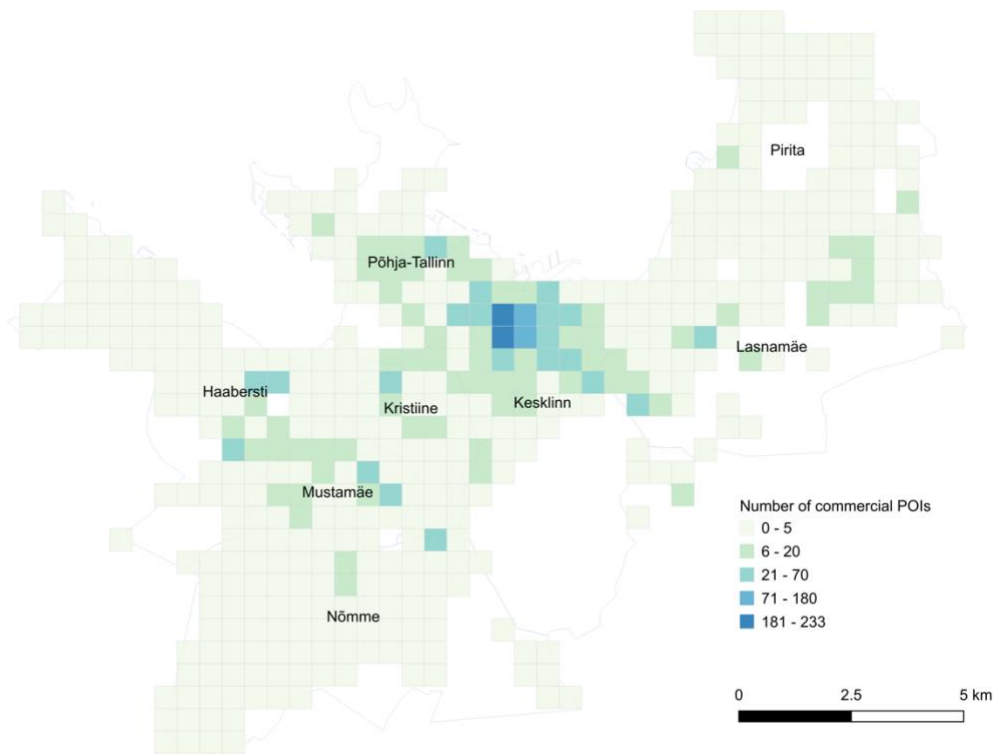 Pirita
Põhja-Tallinn
Lasnamäe
Haabersti
Kristiine
Kesklinn
Mustamäe
Nõmme
Number of commercial POIs
0 - 5
6 - 20
21 - 70
71 - 180
181 - 233
0 2.5 5 km